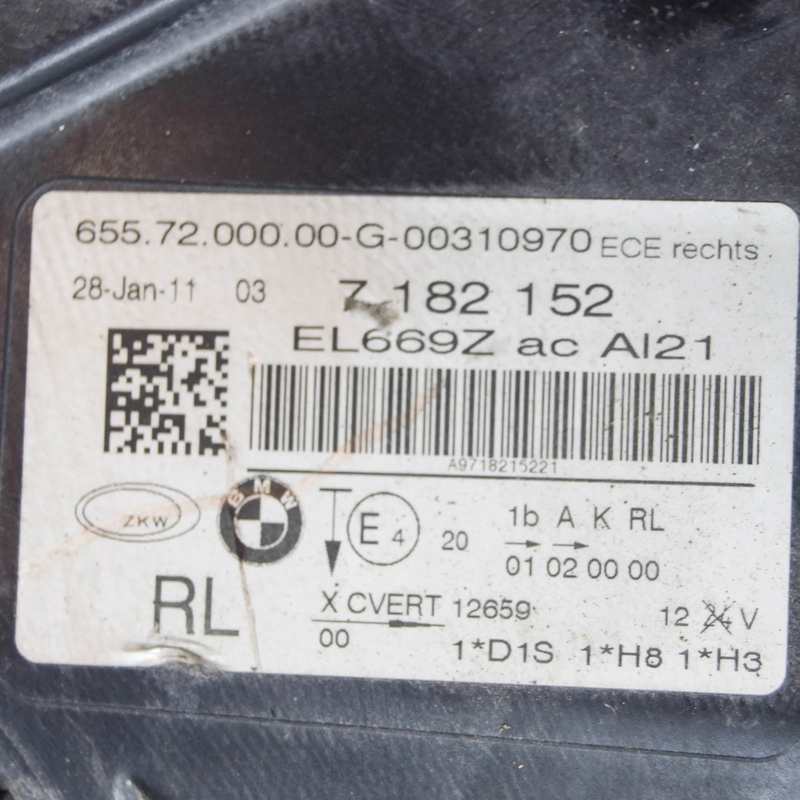 655.72.000.00-G-00310970 ECE rechts
28-Jan-11 03 7 182 152
EL669Z ac AI21
A9718215221
ZKW BMW E 4 20 1b A K RL
01 02 00 00
RL
X CVERT 12659 12 24 V
00 1*D1S 1*H8 1*H3